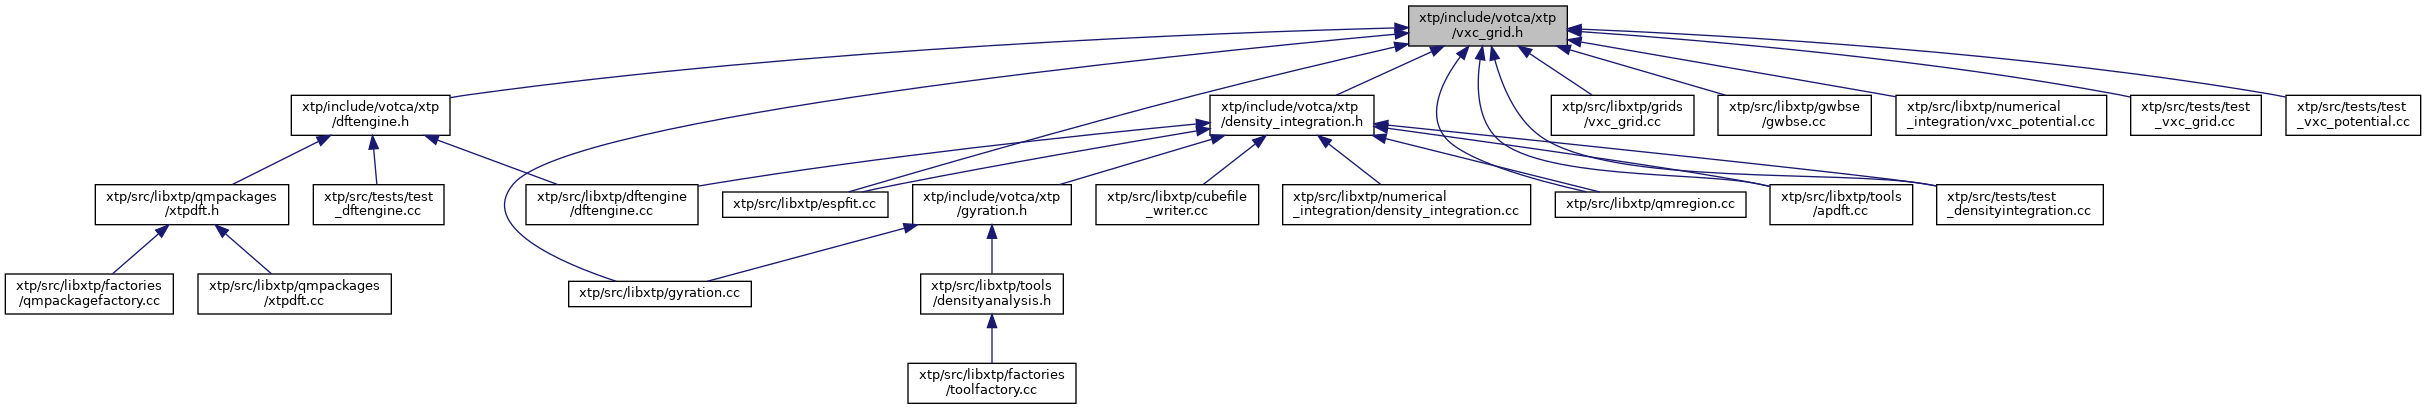 xtp/include/votca/xtp
/vxc_grid.h
xtp/include/votca/xtp
/dftengine.h
xtp/include/votca/xtp
/density_integration.h
xtp/src/libxtp/grids
/vxc_grid.cc
xtp/src/libxtp/gwbse
/gwbse.cc
xtp/src/libxtp/numerical
_integration/vxc_potential.cc
xtp/src/tests/test
_vxc_grid.cc
xtp/src/tests/test
_vxc_potential.cc
xtp/src/libxtp/qmpackages
/xtpdft.h
xtp/src/tests/test
_dftengine.cc
xtp/src/libxtp/dftengine
/dftengine.cc
xtp/src/libxtp/espfit.cc
xtp/include/votca/xtp
/gyration.h
xtp/src/libxtp/cubefile
_writer.cc
xtp/src/libxtp/numerical
_integration/density_integration.cc
xtp/src/libxtp/qmregion.cc
xtp/src/libxtp/tools
/apdft.cc
xtp/src/tests/test
_densityintegration.cc
xtp/src/libxtp/factories
/qmpackagefactory.cc
xtp/src/libxtp/qmpackages
/xtpdft.cc
xtp/src/libxtp/gyration.cc
xtp/src/libxtp/tools
/densityanalysis.h
xtp/src/libxtp/factories
/toolfactory.cc